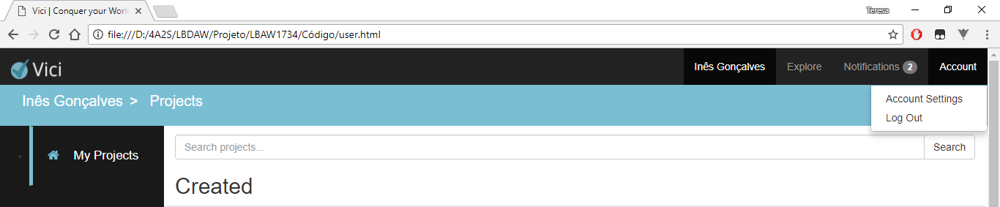 Vici | Conquer your Work
Teresa
file:///D:/4A2S/LBDAW/Projeto/LBAW1734/Código/user.html
Vici
Inês Gonçalves
Explore
Notifications 2
Account
Inês Gonçalves > Projects
Account Settings
Log Out
My Projects
Search projects...
Search
Created